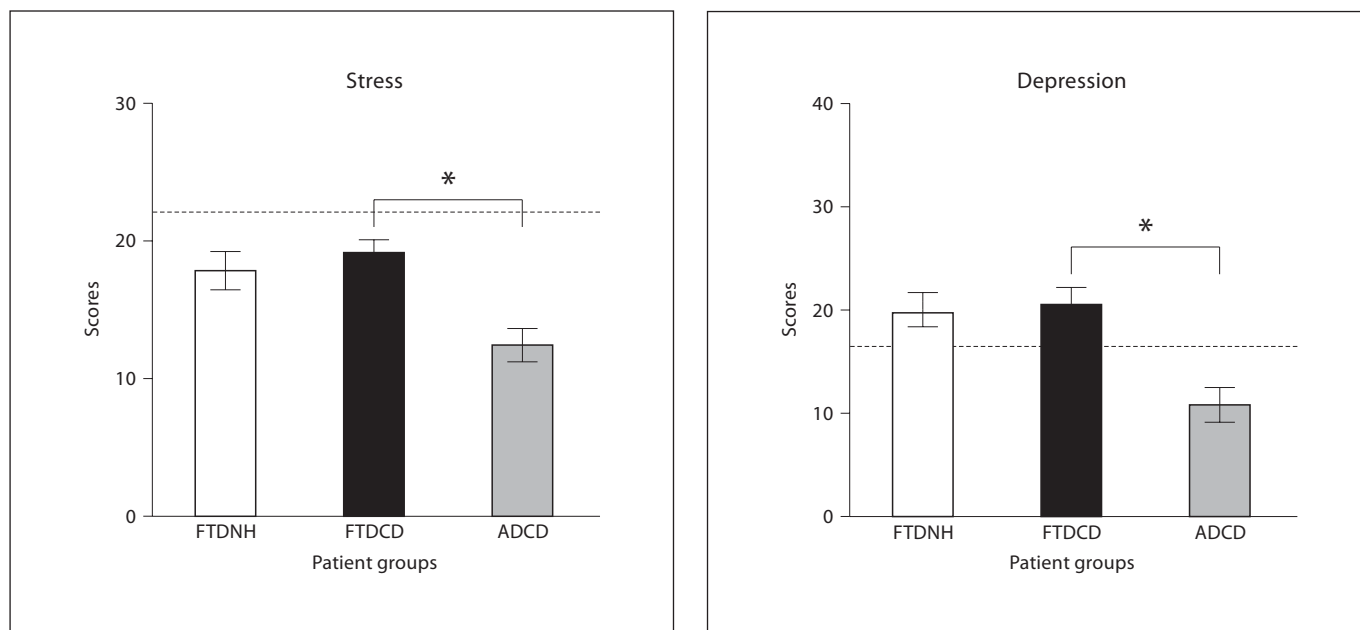 Stress
30
20
10
0
Scores
*
FTDNH FTDCD ADCD
Patient groups
Depression
40
30
20
10
0
Scores
*
FTDNH FTDCD ADCD
Patient groups